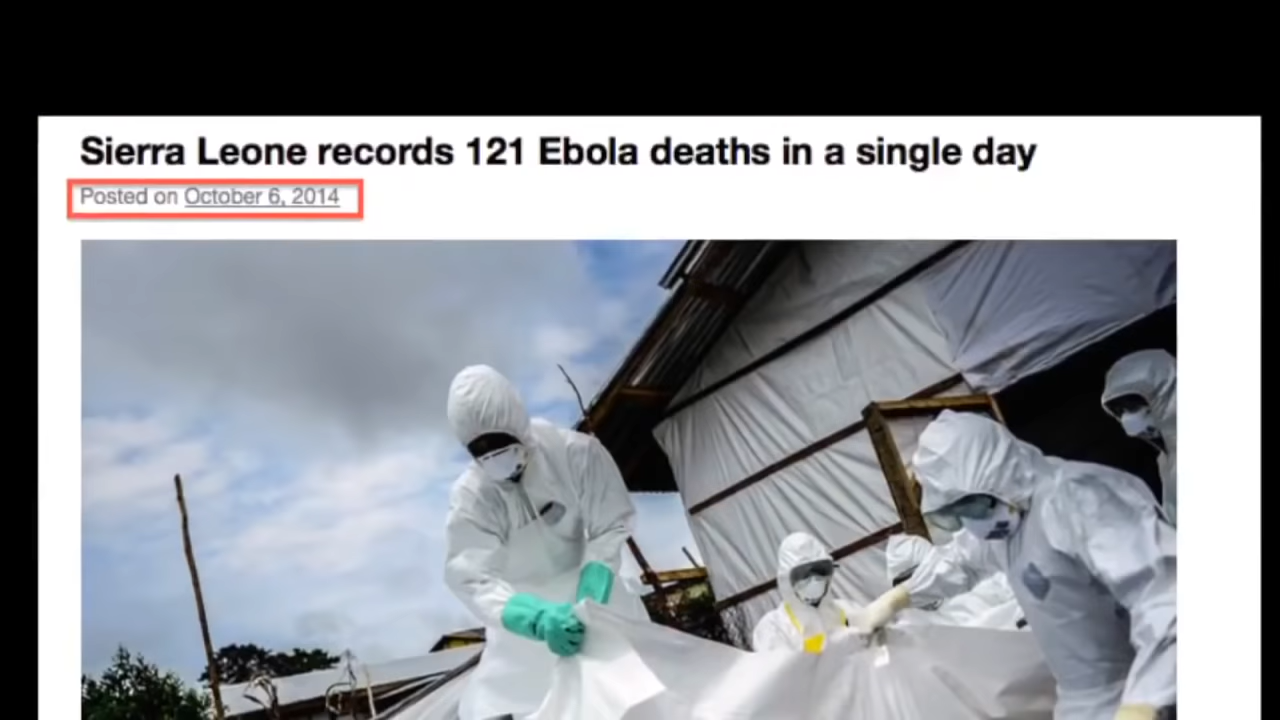 Sierra Leone records 121 Ebola deaths in a single day
Posted on October 6, 2014